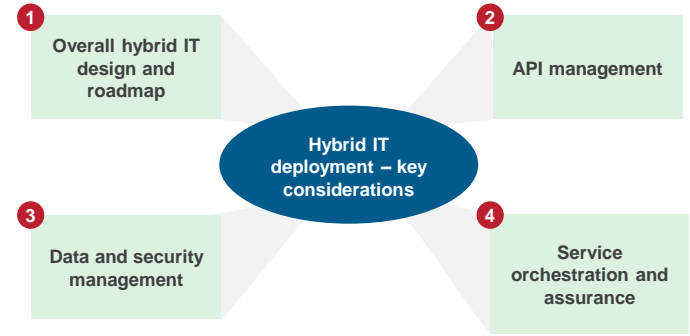 1
Overall hybrid IT
design and
roadmap
2
API management
Hybrid IT
deployment – key
considerations
3
Data and security
management
4
Service
orchestration and
assurance